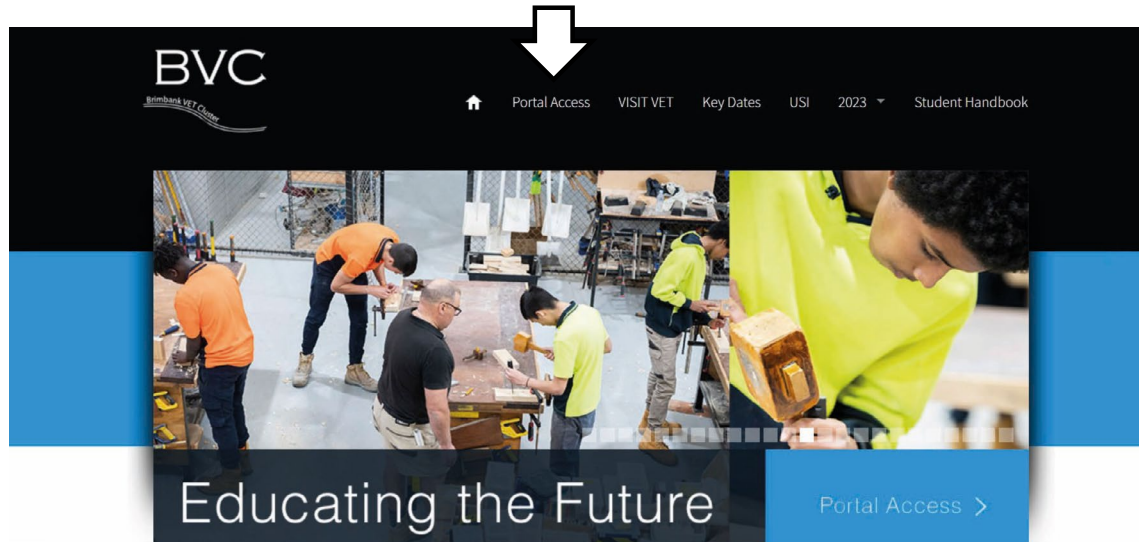 BVC
Brimbank VET Cluster
Portal Access VISIT VET Key Dates USI 2023 Student Handbook
Educating the Future
Portal Access >